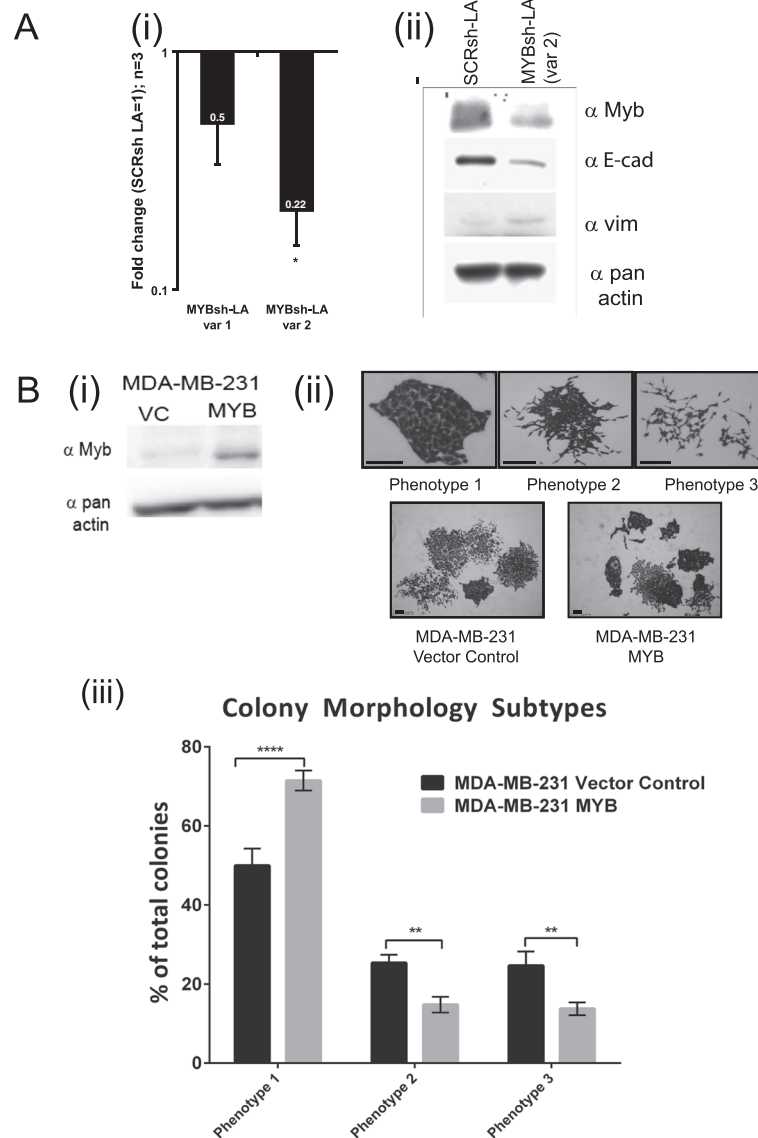 A
(i)
Fold change (SCRsh LA=1); n=3
1
0.5
0.22
*
0.1
MYBsh-LA
var 1
MYBsh-LA
var 2
(ii)
SCRsh-LA
MYBsh-LA
(var 2)
α Myb
α E-cad
α vim
α pan
actin
B
(i)
MDA-MB-231
VC
MYB
α Myb
α pan
actin
(ii)
Phenotype 1
Phenotype 2
Phenotype 3
MDA-MB-231
Vector Control
MDA-MB-231
MYB
(iii)
Colony Morphology Subtypes
% of total colonies
80
60
40
20
0
****
**
**
MDA-MB-231 Vector Control
MDA-MB-231 MYB
Phenotype 1
Phenotype 2
Phenotype 3